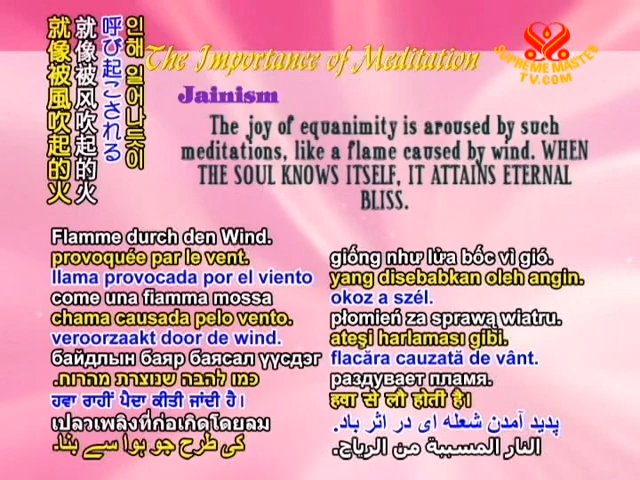 인해 일어나듯이
呼び起こされる
就像被风吹起的火
就像被風吹起的火
The Importance of Meditation
SUPREME MASTER
TV.COM
Jainism
The joy of equanimity is aroused by such
meditations, like a flame caused by wind. WHEN
THE SOUL KNOWS ITSELF, IT ATTAINS ETERNAL
BLISS.
Flamme durch den Wind.
provoquée par le vent.
llama provocada por el viento
come una fiamma mossa
chama causada pelo vento.
veroorzaakt door de wind.
байдлын баяр баясал үүсдэг
כמו להבה שנוצרת מהרוח.
ਹਵਾ ਰਾਹੀਂ ਪੈਦਾ ਕੀਤੀ ਜਾਂਦੀ ਹੈ।
เปลวเพลิงที่ก่อเกิดโดยลม
کی طرح جو ہوا سے بنا۔
giống như lửa bốc vì gió.
yang disebabkan oleh angin.
okoz a szél.
płomień za sprawą wiatru.
ateşi harlaması gibi.
flacăra cauzată de vânt.
раздувает пламя.
हवा से लौ होती है।
پدید آمدن شعله ای در اثر باد.
النار المسببة من الرياح.